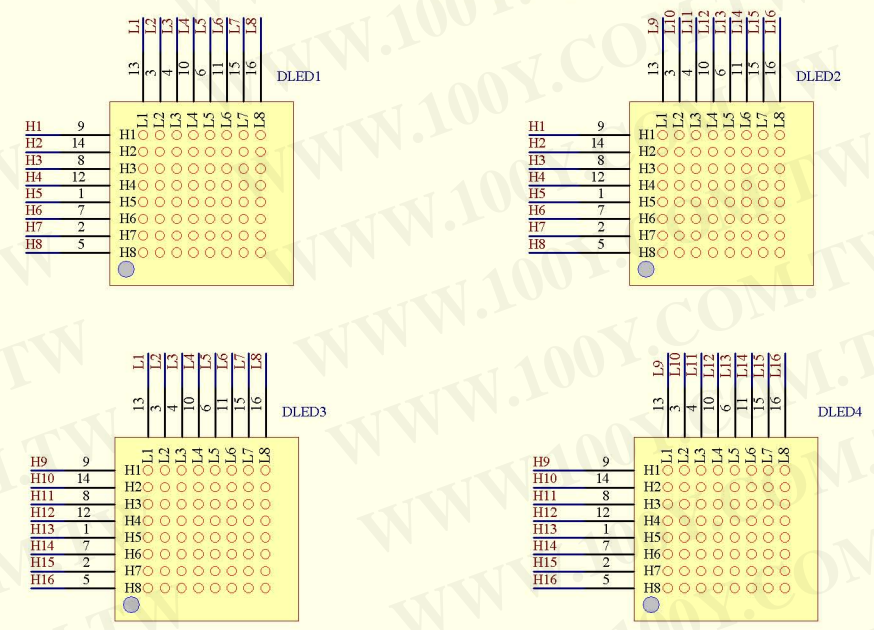 L1 L2 L3 L4 L5 L6 L7 L8
13 3 4 10 6 11 15 16
DLED1
L1 L2 L3 L4 L5 L6 L7 L8
H1 9 H1
H2 14 H2
H3 8 H3
H4 12 H4
H5 1 H5
H6 7 H6
H7 2 H7
H8 5 H8
L9 L10 L11 L12 L13 L14 L15 L16
13 3 4 10 6 11 15 16
DLED2
L1 L2 L3 L4 L5 L6 L7 L8
H1 9 H1
H2 14 H2
H3 8 H3
H4 12 H4
H5 1 H5
H6 7 H6
H7 2 H7
H8 5 H8
L1 L2 L3 L4 L5 L6 L7 L8
13 3 4 10 6 11 15 16
DLED3
L1 L2 L3 L4 L5 L6 L7 L8
H9 9 H1
H10 14 H2
H11 8 H3
H12 12 H4
H13 1 H5
H14 7 H6
H15 2 H7
H16 5 H8
L9 L10 L11 L12 L13 L14 L15 L16
13 3 4 10 6 11 15 16
DLED4
L1 L2 L3 L4 L5 L6 L7 L8
H9 9 H1
H10 14 H2
H11 8 H3
H12 12 H4
H13 1 H5
H14 7 H6
H15 2 H7
H16 5 H8
WWW.100Y.COM.TW